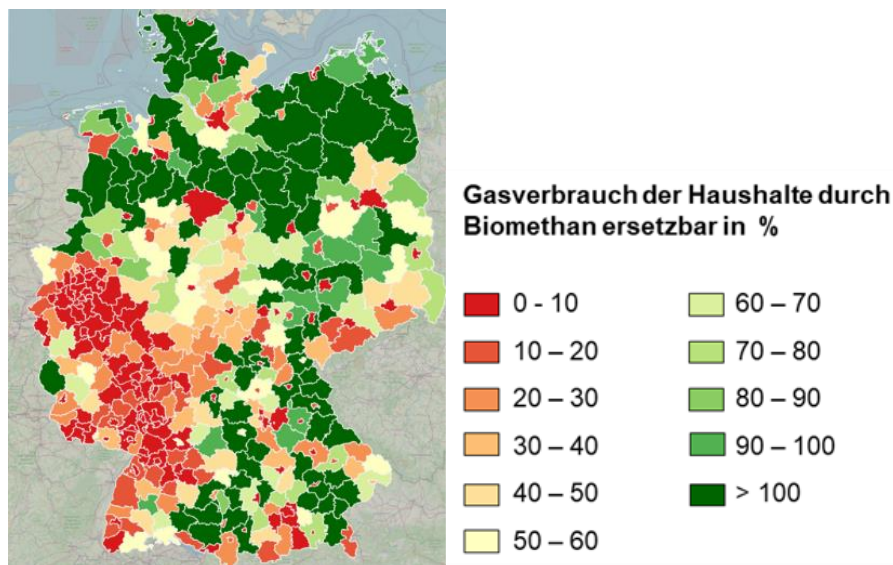 Gasverbrauch der Haushalte durch
Biomethan ersetzbar in %
0 - 10
10 – 20
20 – 30
30 – 40
40 – 50
50 – 60
60 – 70
70 – 80
80 – 90
90 – 100
> 100